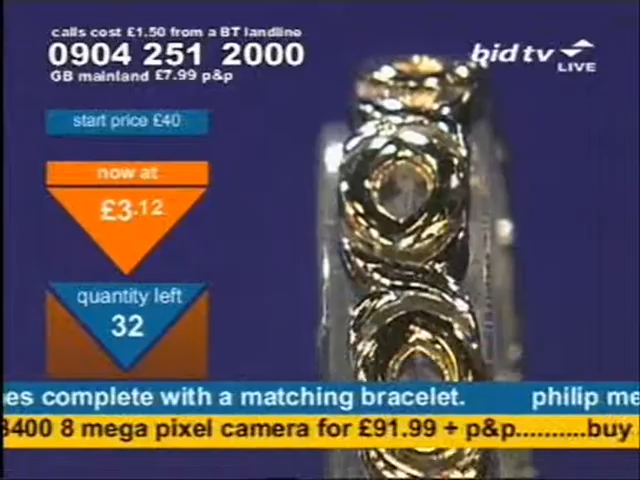 calls cost £1.50 from a BT landline
0904 251 2000
GB mainland £7.99 p&p
bid tv
LIVE
start price £40
now at
£3.12
quantity left
32
es complete with a matching bracelet. philip me
3400 8 mega pixel camera for £91.99 + p&p..........buy